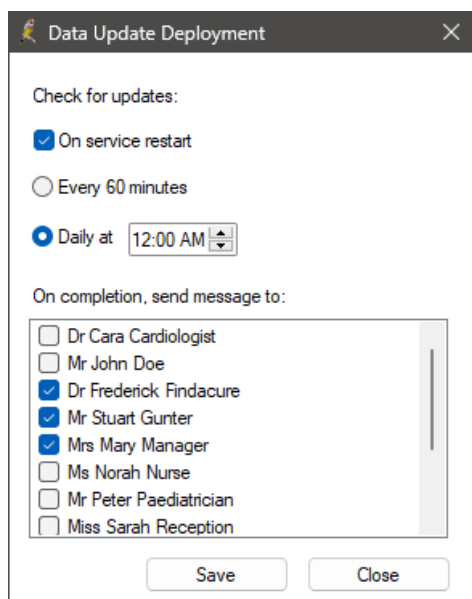 Data Update Deployment
Check for updates:
On service restart
Every 60 minutes
Daily at 12:00 AM
On completion, send message to:
Dr Cara Cardiologist
Mr John Doe
Dr Frederick Findacure
Mr Stuart Gunter
Mrs Mary Manager
Ms Norah Nurse
Mr Peter Paediatrician
Miss Sarah Reception
Save Close